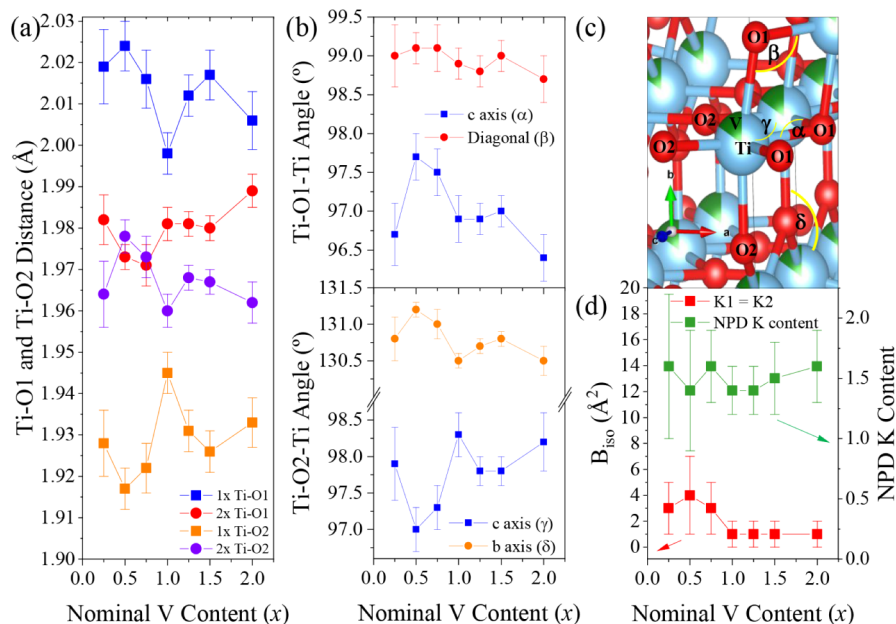 (a)
2.03
2.02
2.01
2.00
1.99
1.98
1.97
1.96
1.95
1.94
1.93
1.92
1.91
1.90
Ti-O1 and Ti-O2 Distance (Å)
1x Ti-O1
2x Ti-O1
1x Ti-O2
2x Ti-O2
0.0 0.5 1.0 1.5 2.0
Nominal V Content (x)
(b)
99.5
99.0
98.5
98.0
97.5
97.0
96.5
131.5
131.0
130.5
98.5
98.0
97.5
97.0
Ti-O1-Ti Angle (°)
Ti-O2-Ti Angle (°)
c axis (α)
Diagonal (β)
c axis (γ)
b axis (δ)
0.0 0.5 1.0 1.5 2.0
Nominal V Content (x)
(c)
O1
β
O2
V
γ
α
O1
O2
Ti
O1
b
a
c
δ
O2
(d)
20
18
16
14
12
10
8
6
4
2
0
Biso (Å²)
K1 = K2
NPD K content
2.0
1.5
1.0
0.5
0.0
NPD K Content
0.0 0.5 1.0 1.5 2.0
Nominal V Content (x)